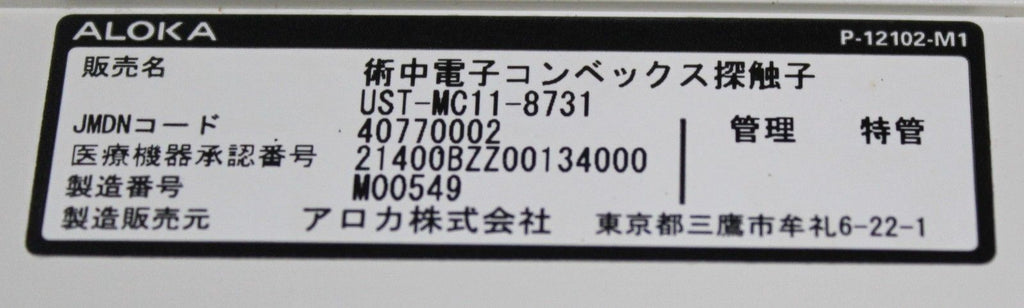 ALOKA P-12102-M1
販売名 術中電子コンベックス探触子
UST-MC11-8731
JMDNコード 40770002 管理 特管
医療機器承認番号 21400BZZ00134000
製造番号 M00549
製造販売元 アロカ株式会社 東京都三鷹市牟礼6-22-1